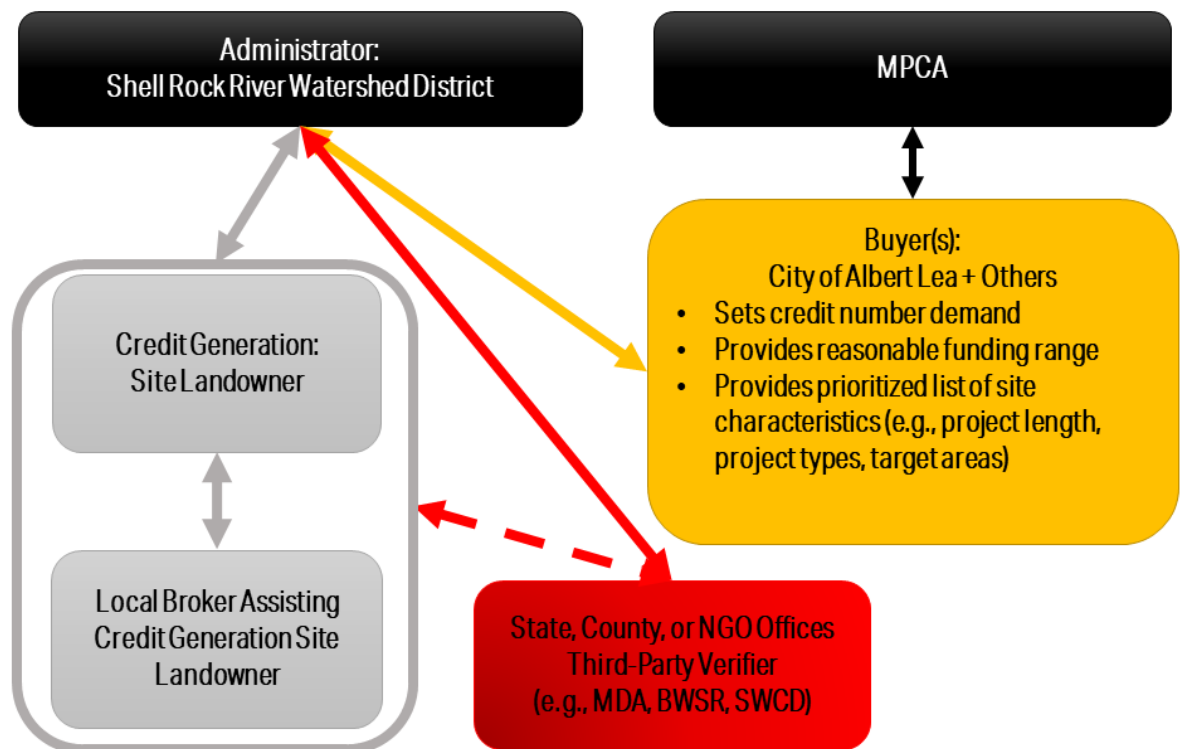 Administrator:
Shell Rock River Watershed District
MPCA
Buyer(s):
City of Albert Lea + Others
• Sets credit number demand
• Provides reasonable funding range
• Provides prioritized list of site
characteristics (e.g., project length,
project types, target areas)
Credit Generation:
Site Landowner
Local Broker Assisting
Credit Generation Site
Landowner
State, County, or NGO Offices
Third-Party Verifier
(e.g., MDA, BWSR, SWCD)